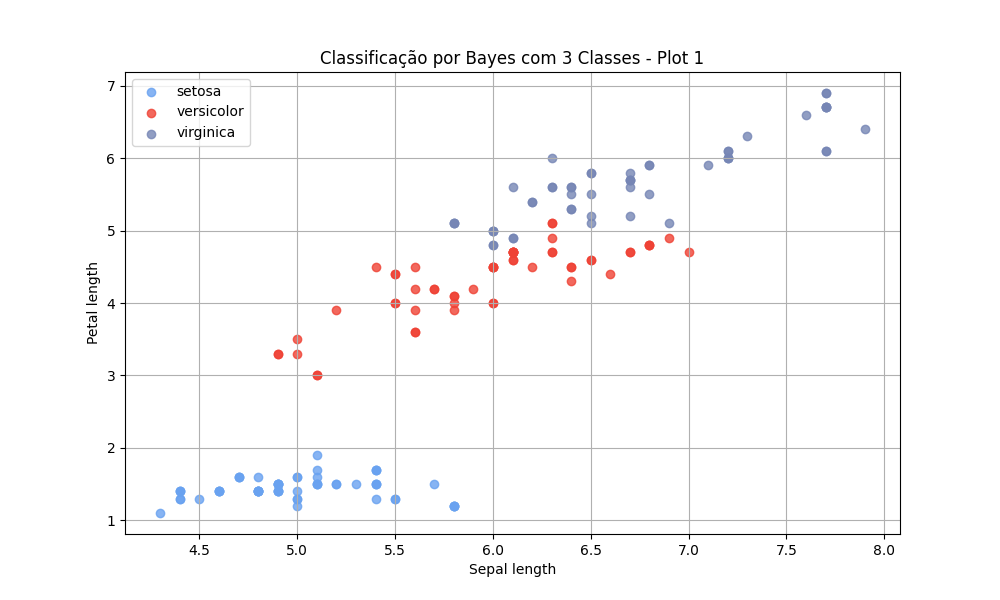 Classificação por Bayes com 3 Classes - Plot 1
setosa
versicolor
virginica
7
6
5
4
3
2
1
Petal length
4.5 5.0 5.5 6.0 6.5 7.0 7.5 8.0
Sepal length